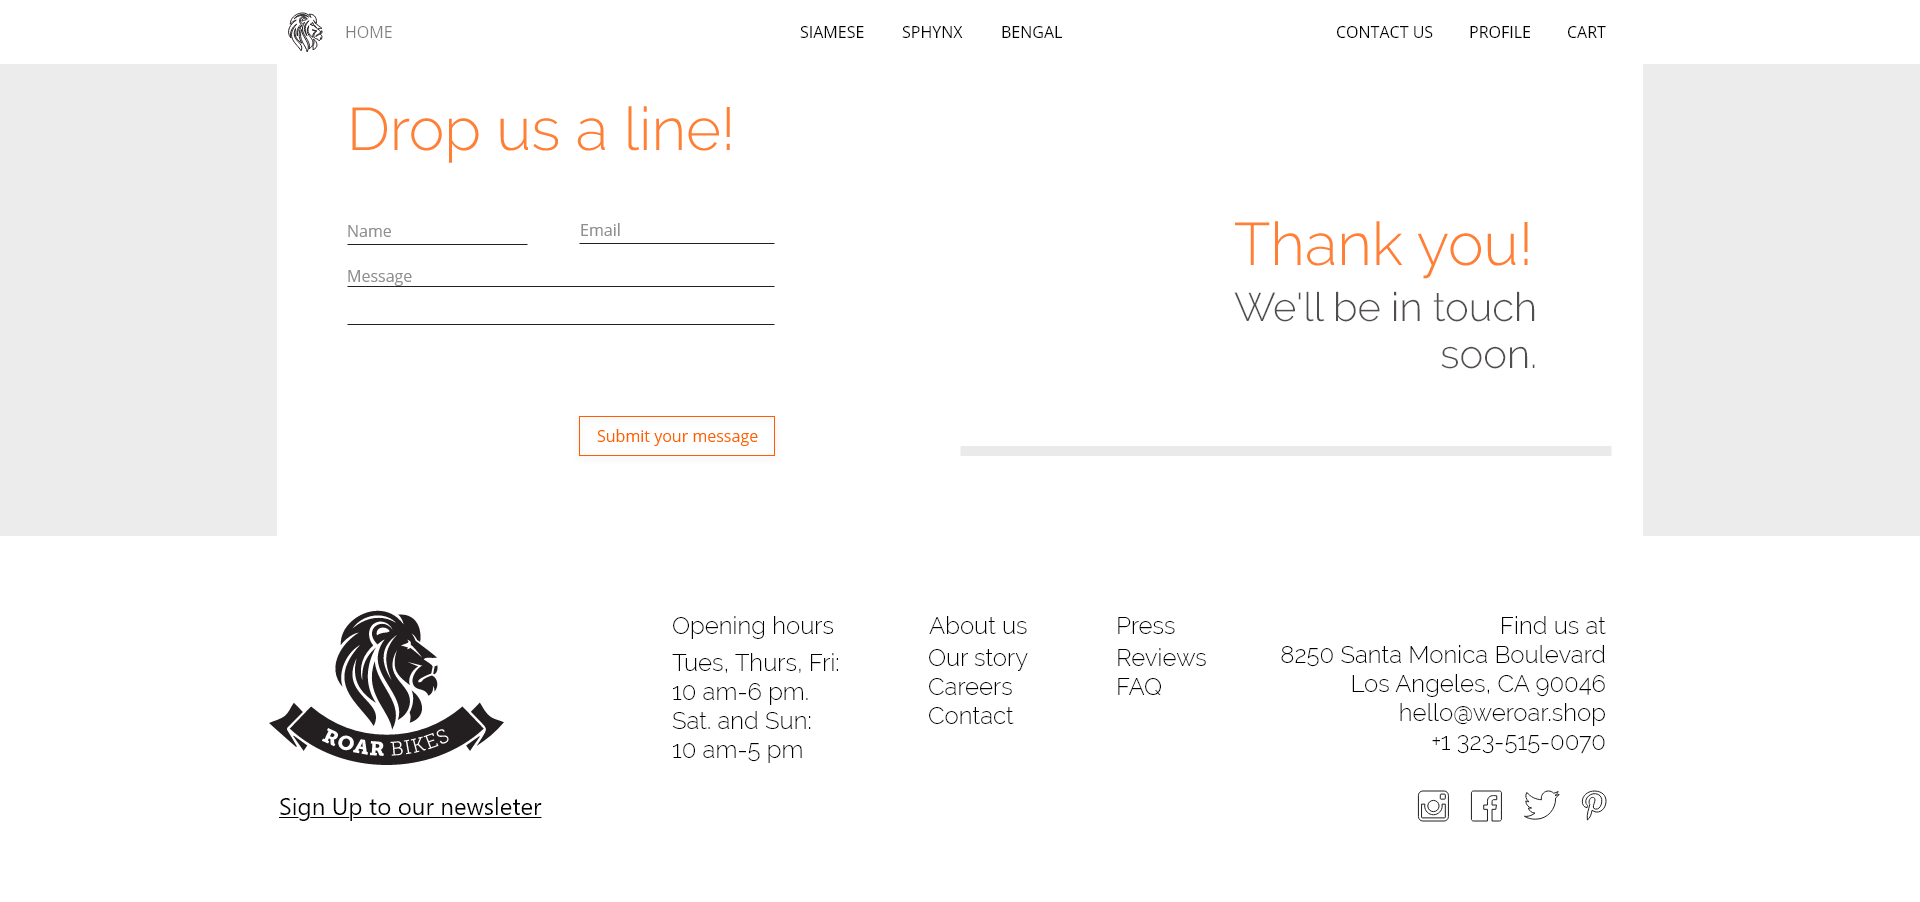 HOME
SIAMESE
SPHYNX
BENGAL
CONTACT US
PROFILE
CART
Drop us a line!
Name
Email
Message
Submit your message
Thank you!
We'll be in touch
soon.
ROAR BIKES
Sign Up to our newsleter
Opening hours
Tues, Thurs, Fri:
10 am-6 pm.
Sat. and Sun:
10 am-5 pm
About us
Our story
Careers
Contact
Press
Reviews
FAQ
Find us at
8250 Santa Monica Boulevard
Los Angeles, CA 90046
hello@weroar.shop
+1 323-515-0070